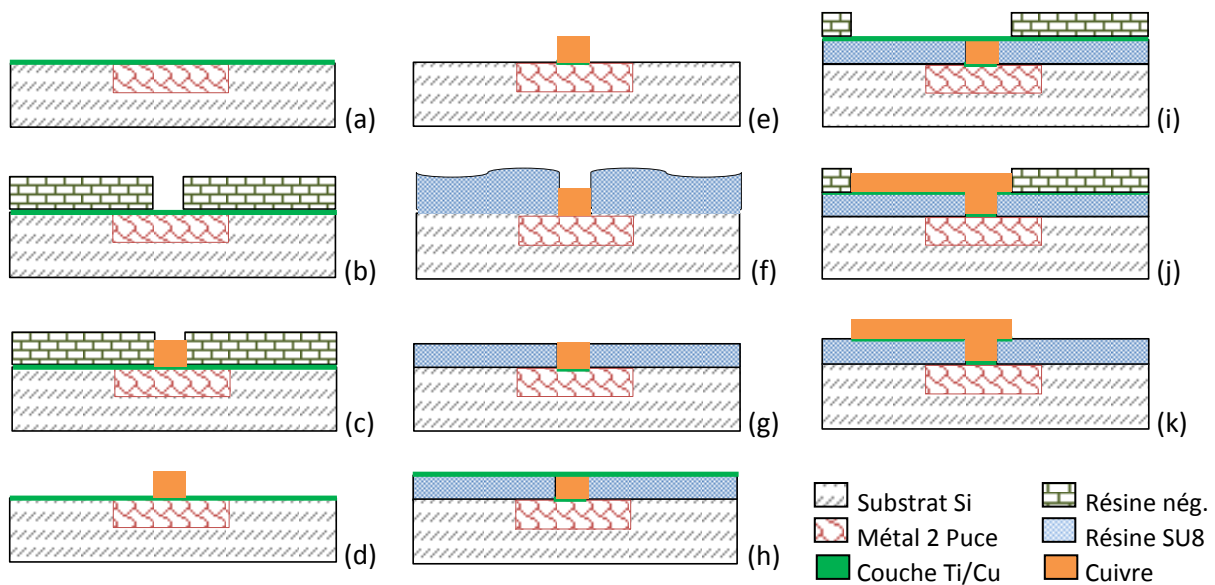 (a)
(b)
(c)
(d)
(e)
(f)
(g)
(h)
(i)
(j)
(k)
Substrat Si
Métal 2 Puce
Couche Ti/Cu
Résine nég.
Résine SU8
Cuivre